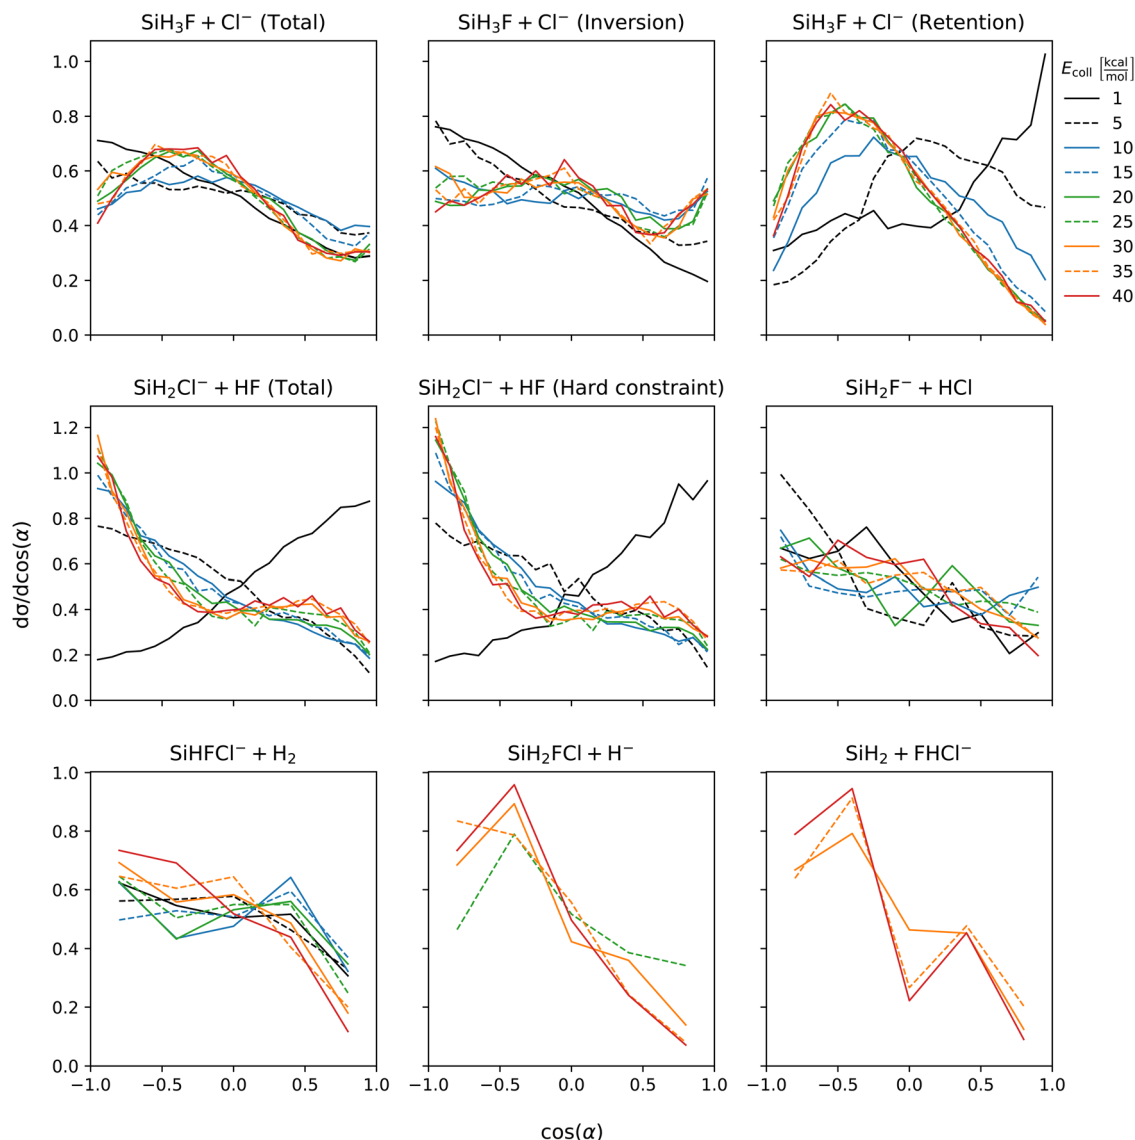 SiH₃F + Cl⁻ (Total)
SiH₃F + Cl⁻ (Inversion)
SiH₃F + Cl⁻ (Retention)
1.0
0.8
0.6
0.4
0.2
0.0
E_coll [kcal/mol]
1
5
10
15
20
25
30
35
40
SiH₂Cl⁻ + HF (Total)
SiH₂Cl⁻ + HF (Hard constraint)
SiH₂F⁻ + HCl
1.2
1.0
0.8
0.6
0.4
0.2
0.0
dσ/dcos(α)
SiHFCl⁻ + H₂
SiH₂FCl + H⁻
SiH₂ + FHCl⁻
1.0
0.8
0.6
0.4
0.2
0.0
−1.0 −0.5 0.0 0.5 1.0
−1.0 −0.5 0.0 0.5 1.0
−1.0 −0.5 0.0 0.5 1.0
cos(α)